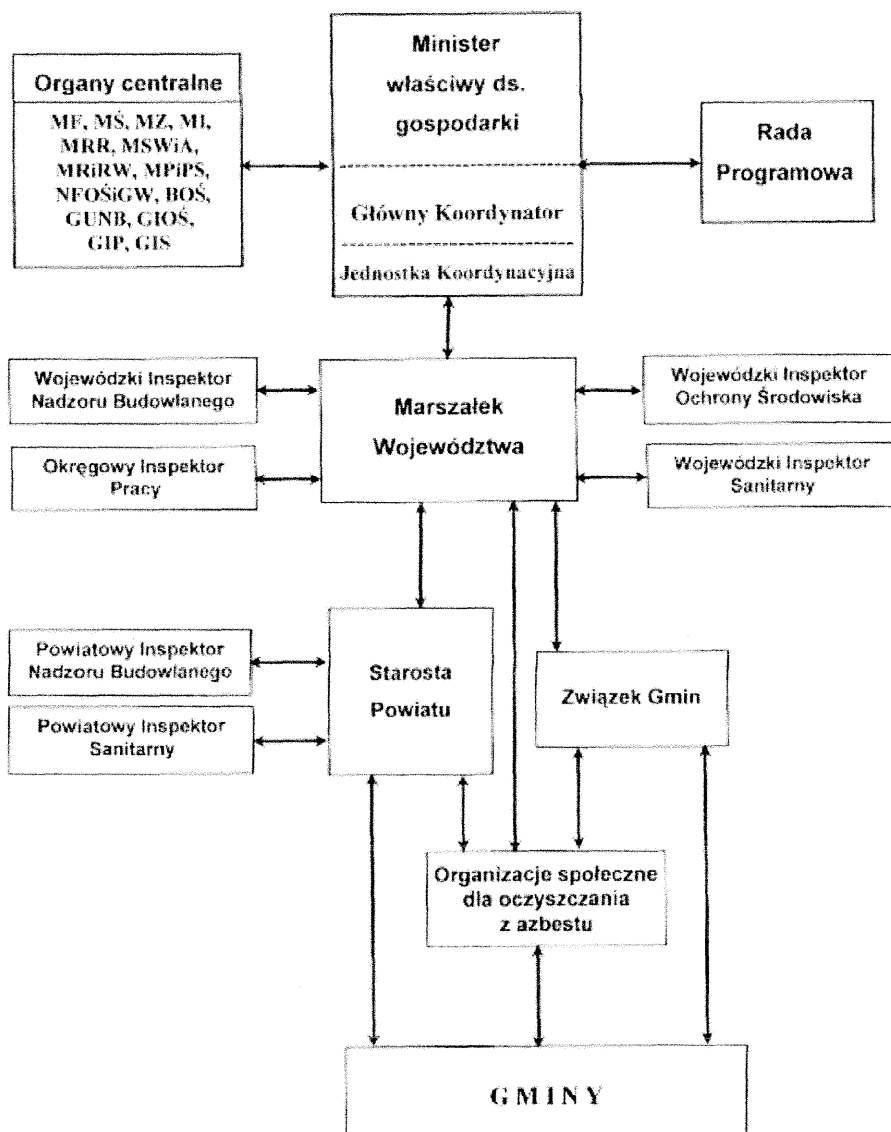 Minister
właściwy ds.
gospodarki
Główny Koordynator
Jednostka Koordynacyjna
Organy centralne
MF, MŚ, MZ, MI,
MRR, MSWiA,
MRiRW, MPiPS,
NFOŚiGW, BOŚ,
GUNB, GIOŚ,
GIP, GIS
Rada
Programowa
Wojewódzki Inspektor
Nadzoru Budowlanego
Okręgowy Inspektor
Pracy
Marszałek
Województwa
Wojewódzki Inspektor
Ochrony Środowiska
Wojewódzki Inspektor
Sanitarny
Powiatowy Inspektor
Nadzoru Budowlanego
Powiatowy Inspektor
Sanitarny
Starosta
Powiatu
Związek Gmin
Organizacje społeczne
dla oczyszczania
z azbestu
GMINY